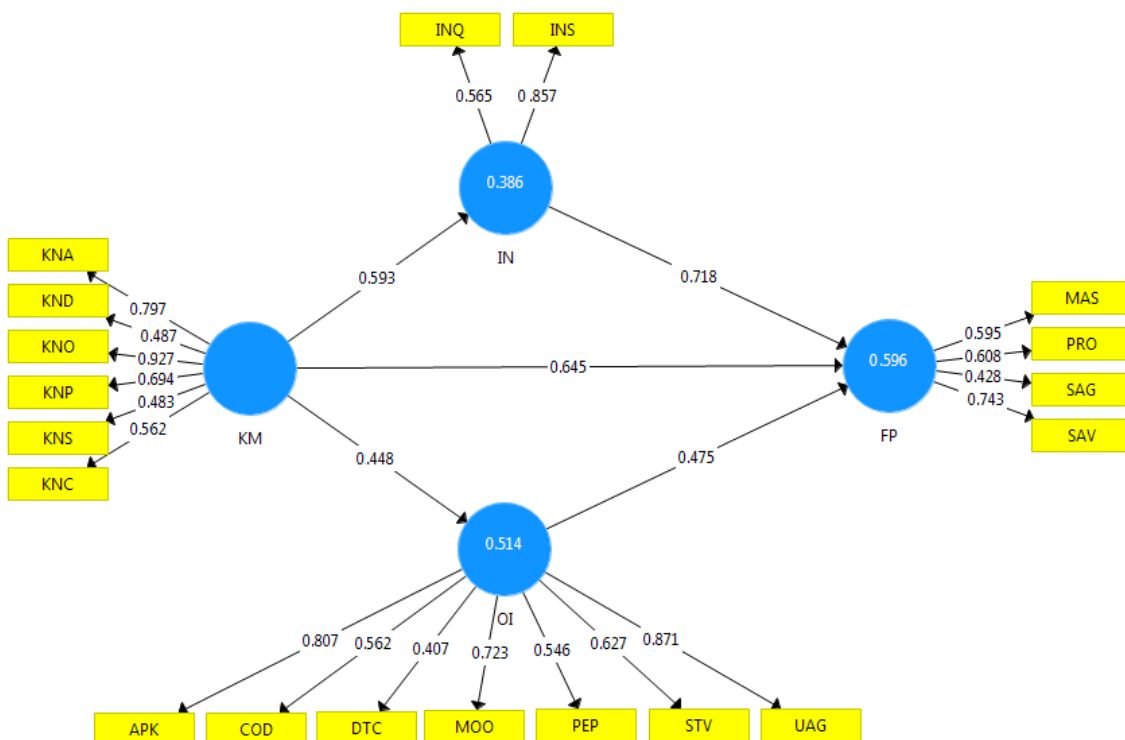 INQ INS
0.565 0 .857
0.386
IN
KNA
KND
KNO
KNP
KNS
KNC
0.797
0.487
0.927
0.694
0.483
0.562
KM
0.593
0.718
0.645
0.448
0.475
0.596
FP
0.595
0.608
0.428
0.743
MAS
PRO
SAG
SAV
0.514
OI
0.807 0.562 0.407 0.723 0.546 0.627 0.871
APK COD DTC MOO PEP STV UAG